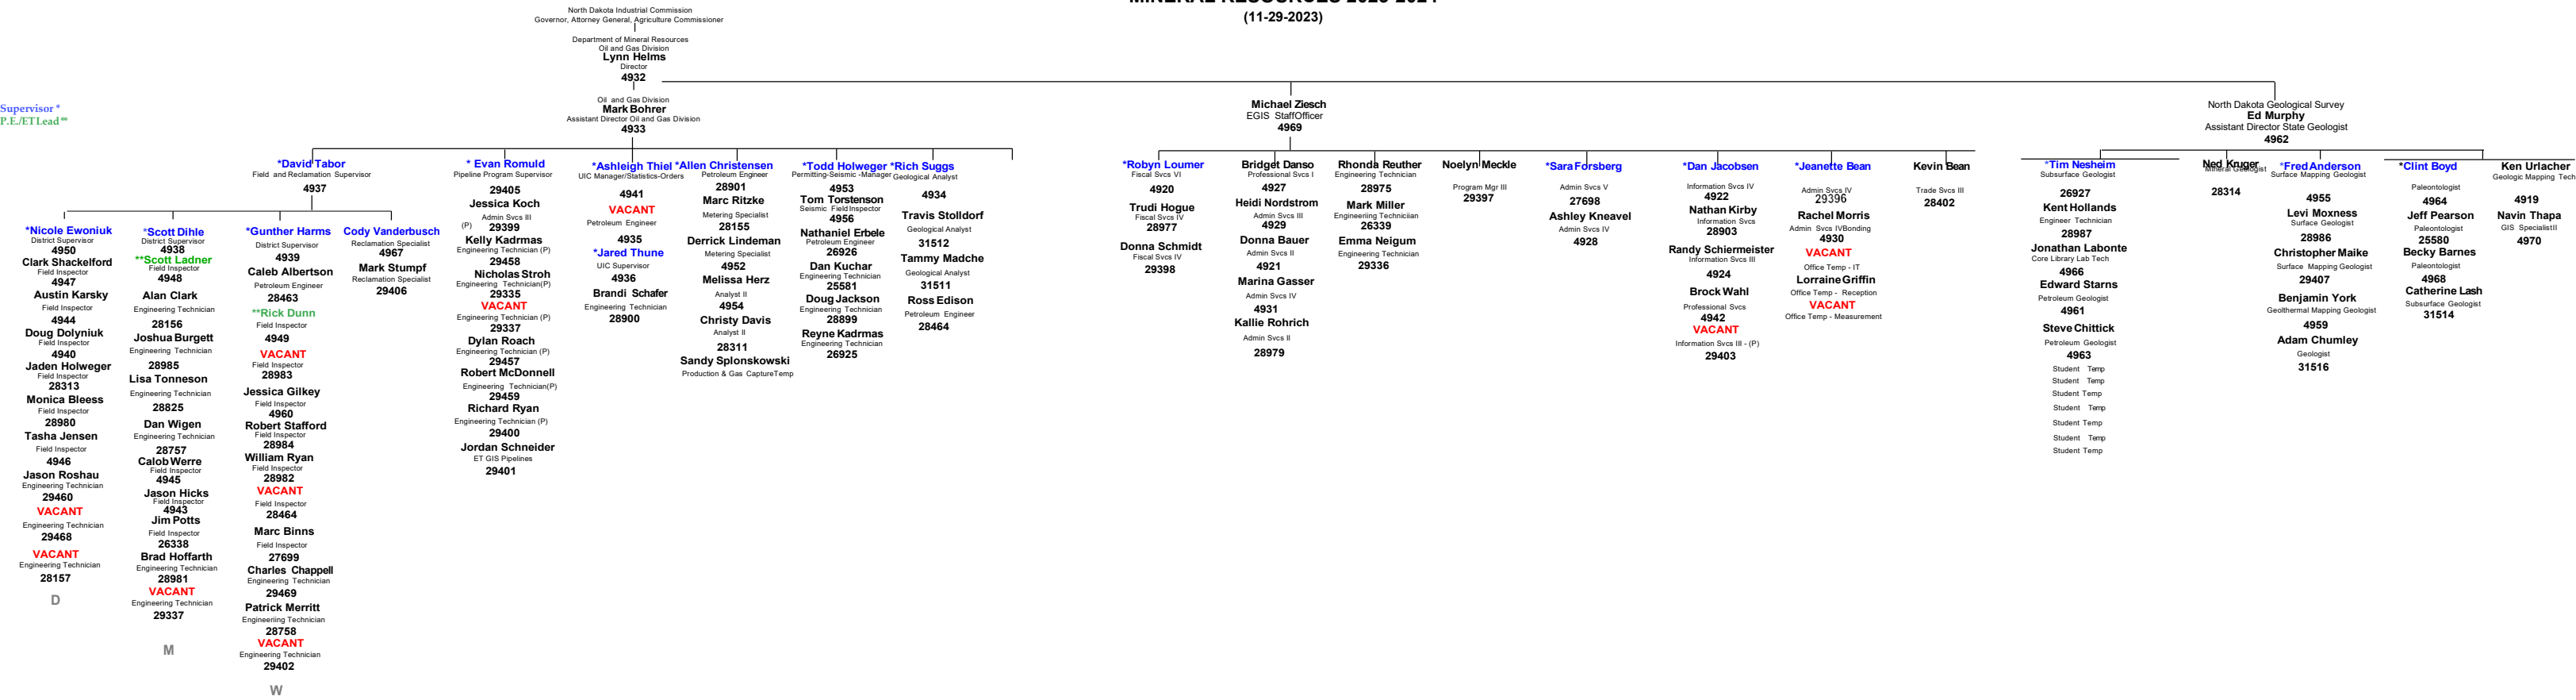 (11-29-2023)
North Dakota Industrial Commission
Governor, Attorney General, Agriculture Commissioner
Department of Mineral Resources
Oil and Gas Division
Lynn Helms
Director
4932
Supervisor *
P.E./ET Lead **
Oil and Gas Division
Mark Bohrer
Assistant Director Oil and Gas Division
4933
Michael Ziesch
EGIS Staff Officer
4969
North Dakota Geological Survey
Ed Murphy
Assistant Director State Geologist
4962
*David Tabor
Field and Reclamation Supervisor
4937
*Nicole Ewoniuk
District Supervisor
4950
Clark Shackelford
Field Inspector
4947
Austin Karsky
Field Inspector
4944
Doug Dolyniuk
Field Inspector
4940
Jaden Holweger
Field Inspector
28313
Monica Bleess
Field Inspector
28980
Tasha Jensen
Field Inspector
4946
Jason Roshau
Engineering Technician
29460
VACANT
Engineering Technician
29468
VACANT
Engineering Technician
28157
D
*Scott Dihle
District Supervisor
4938
**Scott Ladner
Field Inspector
4948
Alan Clark
Engineering Technician
28156
Joshua Burgett
Engineering Technician
28985
Lisa Tonneson
Engineering Technician
28825
Dan Wigen
Engineering Technician
28757
Calob Werre
Field Inspector
4945
Jason Hicks
Field Inspector
4943
Jim Potts
Field Inspector
26338
Brad Hoffarth
Engineering Technician
28981
VACANT
Engineering Technician
29337
M
*Gunther Harms
District Supervisor
4939
Caleb Albertson
Petroleum Engineer
28463
**Rick Dunn
Field Inspector
4949
VACANT
Field Inspector
28983
Jessica Gilkey
Field Inspector
4960
Robert Stafford
Field Inspector
28984
William Ryan
Field Inspector
28982
VACANT
Field Inspector
28464
Marc Binns
Field Inspector
27699
Charles Chappell
Engineering Technician
29469
Patrick Merritt
Engineeriing Technician
28758
VACANT
Engineering Technician
29402
W
Cody Vanderbusch
Reclamation Specialist
4967
Mark Stumpf
Reclamation Specialist
29406
* Evan Romuld
Pipeline Program Supervisor
29405
Jessica Koch
Admin Svcs III
(P) 29399
Kelly Kadrmas
Engineering Technician (P)
29458
Nicholas Stroh
Engineering Technician(P)
29335
VACANT
Engineering Technician (P)
29337
Dylan Roach
Engineering Technician (P)
29457
Robert McDonnell
Engineering Technician(P)
29459
Richard Ryan
Engineering Technician (P)
29400
Jordan Schneider
ET GIS Pipelines
29401
*Ashleigh Thiel
UIC Manager/Statistics-Orders
4941
VACANT
Petroleum Engineer
4935
*Jared Thune
UIC Supervisor
4936
Brandi Schafer
Engineering Technician
28900
*Allen Christensen
Petroleum Engineer
28901
Marc Ritzke
Metering Specialist
28155
Derrick Lindeman
Metering Specialist
4952
Melissa Herz
Analyst II
4954
Christy Davis
Analyst II
28311
Sandy Splonskowski
Production & Gas CaptureTemp
*Todd Holweger
Permitting-Seismic -Manager
4953
Tom Torstenson
Seismic Field Inspector
4956
Nathaniel Erbele
Petroleum Engineer
26926
Dan Kuchar
Engineering Technician
25581
Doug Jackson
Engineering Technician
28899
Reyne Kadrmas
Engineering Technician
26925
*Rich Suggs
Geological Analyst
4934
Travis Stolldorf
Geological Analyst
31512
Tammy Madche
Geological Analyst
31511
Ross Edison
Petroleum Engineer
28464
*Robyn Loumer
Fiscal Svcs VI
4920
Trudi Hogue
Fiscal Svcs IV
28977
Donna Schmidt
Fiscal Svcs IV
29398
Bridget Danso
Professional Svcs I
4927
Heidi Nordstrom
Admin Svcs III
4929
Donna Bauer
Admin Svcs II
4921
Marina Gasser
Admin Svcs IV
4931
Kallie Rohrich
Admin Svcs II
28979
Rhonda Reuther
Engineering Technician
28975
Mark Miller
Engineering Techniciian
26339
Emma Neigum
Engineering Technician
29336
Noelyn Meckle
Program Mgr III
29397
*Sara Forsberg
Admin Svcs V
27698
Ashley Kneavel
Admin Svcs IV
4928
*Dan Jacobsen
Information Svcs IV
4922
Nathan Kirby
Information Svcs
28903
Randy Schiermeister
Information Svcs III
4924
Brock Wahl
Professional Svcs
4942
VACANT
Information Svcs III - (P)
29403
*Jeanette Bean
Admin Svcs IV
29396
Rachel Morris
Admin Svcs IVBonding
4930
VACANT
Office Temp - IT
Lorraine Griffin
Office Temp - Reception
VACANT
Office Temp - Measurement
Kevin Bean
Trade Svcs III
28402
*Tim Nesheim
Subsurface Geologist
26927
Kent Hollands
Engineer Technician
28987
Jonathan Labonte
Core Library Lab Tech
4966
Edward Starns
Petroleum Geologist
4961
Steve Chittick
Petroleum Geologist
4963
Student Temp
Student Temp
Student Temp
Student Temp
Student Temp
Student Temp
Student Temp
Ned Kruger
Mineral Geologist
28314
*Fred Anderson
Surface Mapping Geologist
4955
Levi Moxness
Surface Geologist
28986
Christopher Maike
Surface Mapping Geologist
29407
Benjamin York
Geolthermal Mapping Geologist
4959
Adam Chumley
Geologist
31516
*Clint Boyd
Paleontologist
4964
Jeff Pearson
Paleontologist
25580
Becky Barnes
Paleontologist
4968
Catherine Lash
Subsurface Geologist
31514
Ken Urlacher
Geologic Mapping Tech
4919
Navin Thapa
GIS SpecialistII
4970